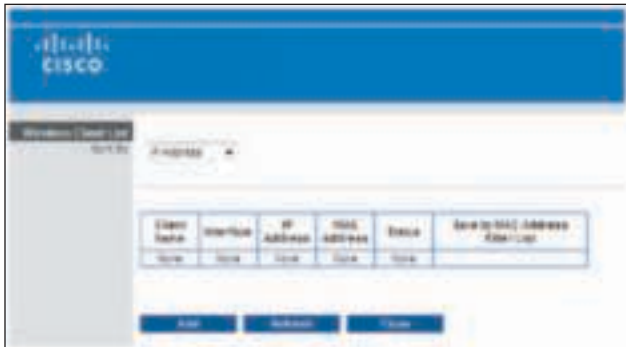 CISCO
Wireless Client List
Sort By
IP Address
Client Name
Interface
IP Address
MAC Address
Status
Save to MAC Address Filter List
None
None
None
None
None
Add
Refresh
Close